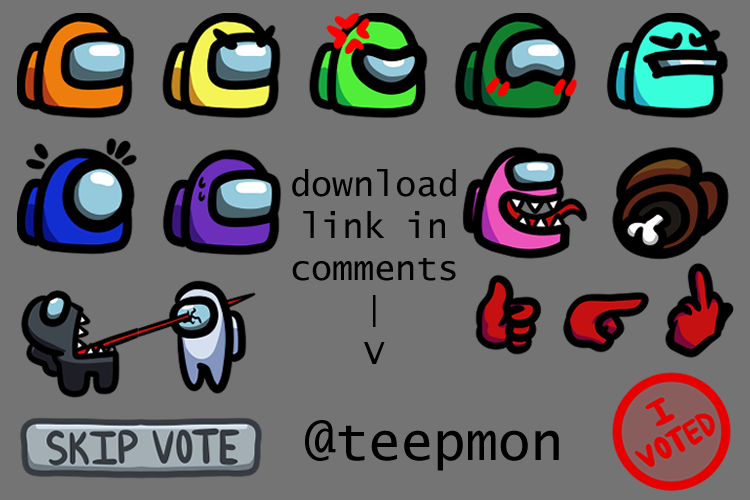 download
link in
comments
|
V
SKIP VOTE
@teepmon
I
VOTED